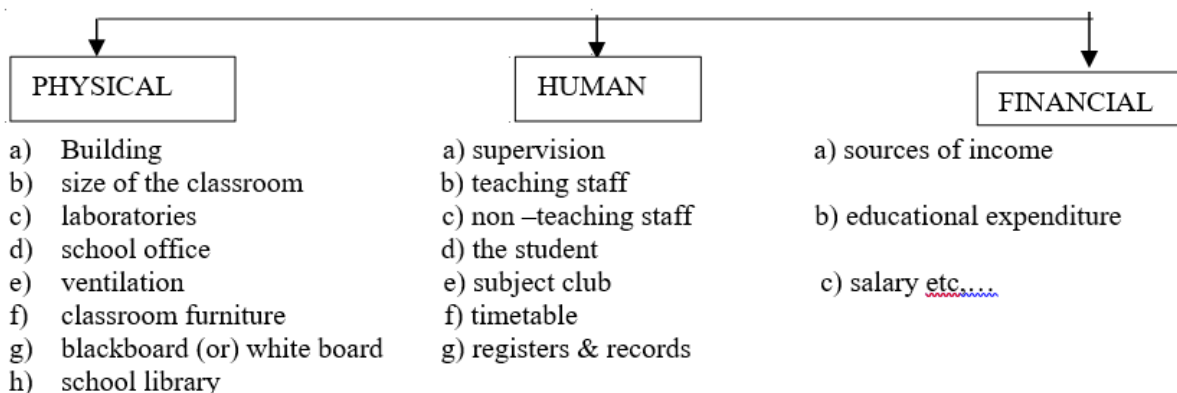 PHYSICAL
HUMAN
FINANCIAL
a) Building
b) size of the classroom
c) laboratories
d) school office
e) ventilation
f) classroom furniture
g) blackboard (or) white board
h) school library
a) supervision
b) teaching staff
c) non –teaching staff
d) the student
e) subject club
f) timetable
g) registers & records
a) sources of income
b) educational expenditure
c) salary etc,…